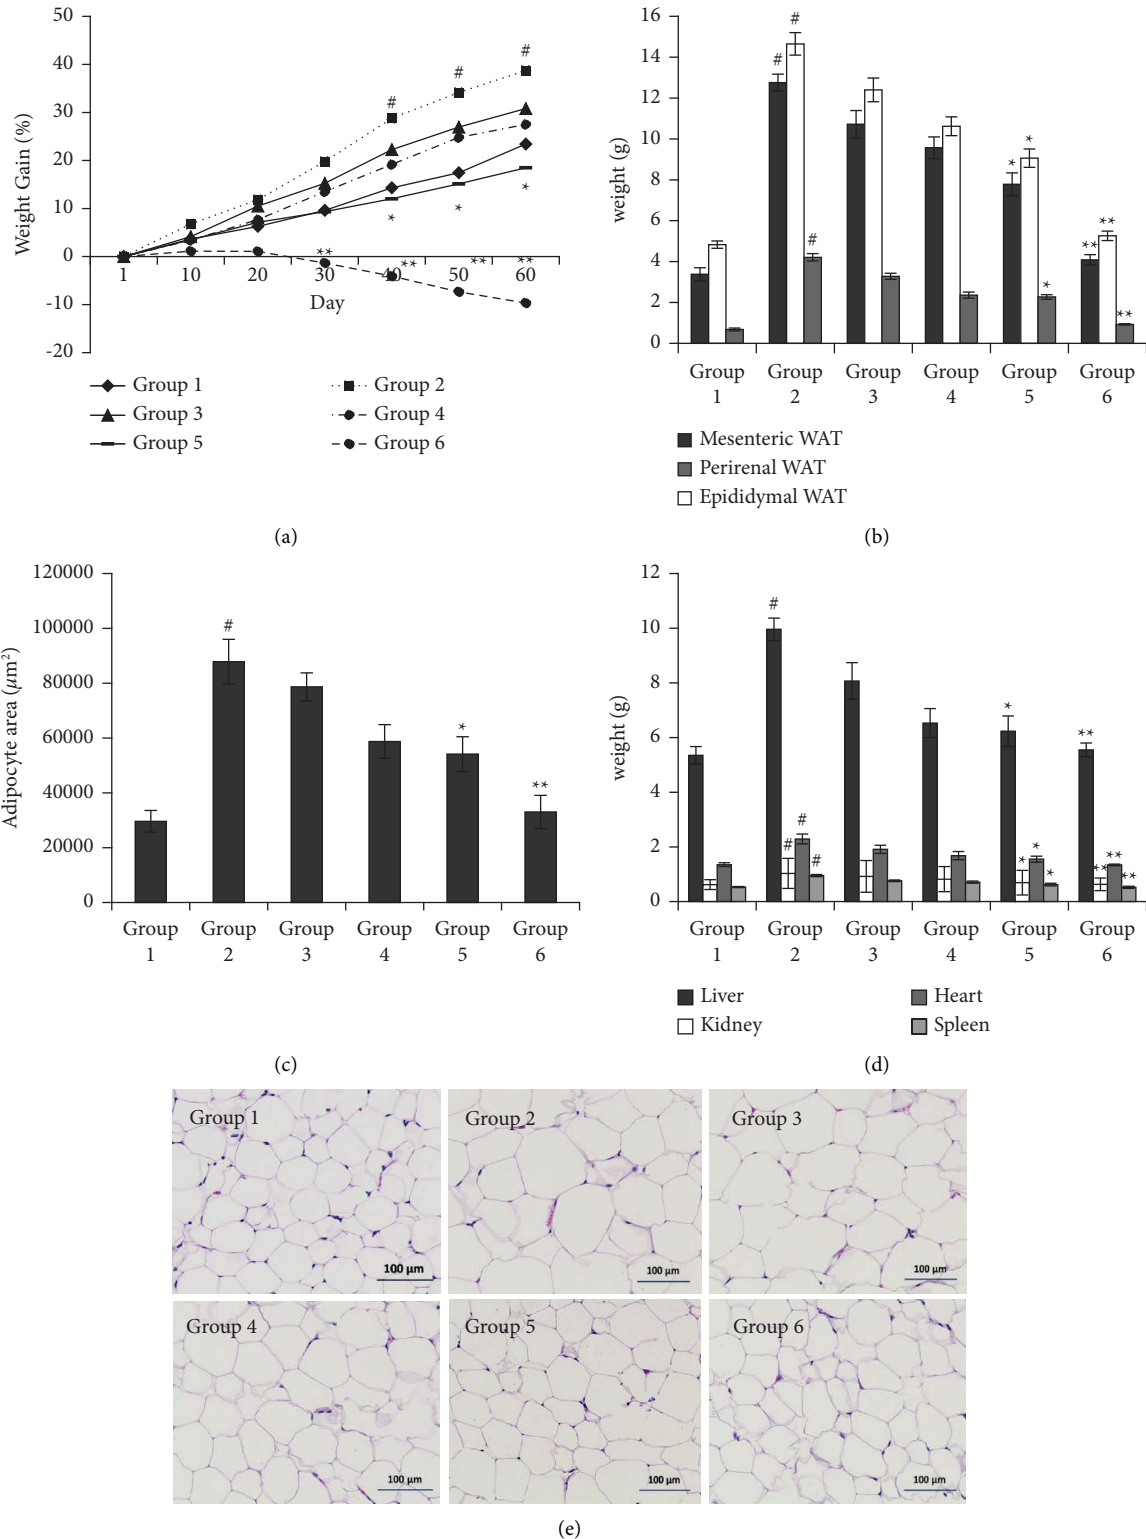 50
40
30
20
10
0
-10
-20
Weight Gain (%)
# # #
* * *
** ** ** **
1 10 20 30 40 50 60
Day
Group 1 Group 2
Group 3 Group 4
Group 5 Group 6
(a)
16
14
12
10
8
6
4
2
0
weight (g)
# # #
* * *
** ** **
Group Group Group Group Group Group
1 2 3 4 5 6
Mesenteric WAT
Perirenal WAT
Epididymal WAT
(b)
120000
100000
80000
60000
40000
20000
0
Adipocyte area (μm²)
#
*
**
Group Group Group Group Group Group
1 2 3 4 5 6
(c)
12
10
8
6
4
2
0
weight (g)
# # # #
* * * *
** ** ** **
Group Group Group Group Group Group
1 2 3 4 5 6
Liver Heart
Kidney Spleen
(d)
Group 1 Group 2 Group 3
100 μm 100 μm 100 μm
Group 4 Group 5 Group 6
100 μm 100 μm 100 μm
(e)